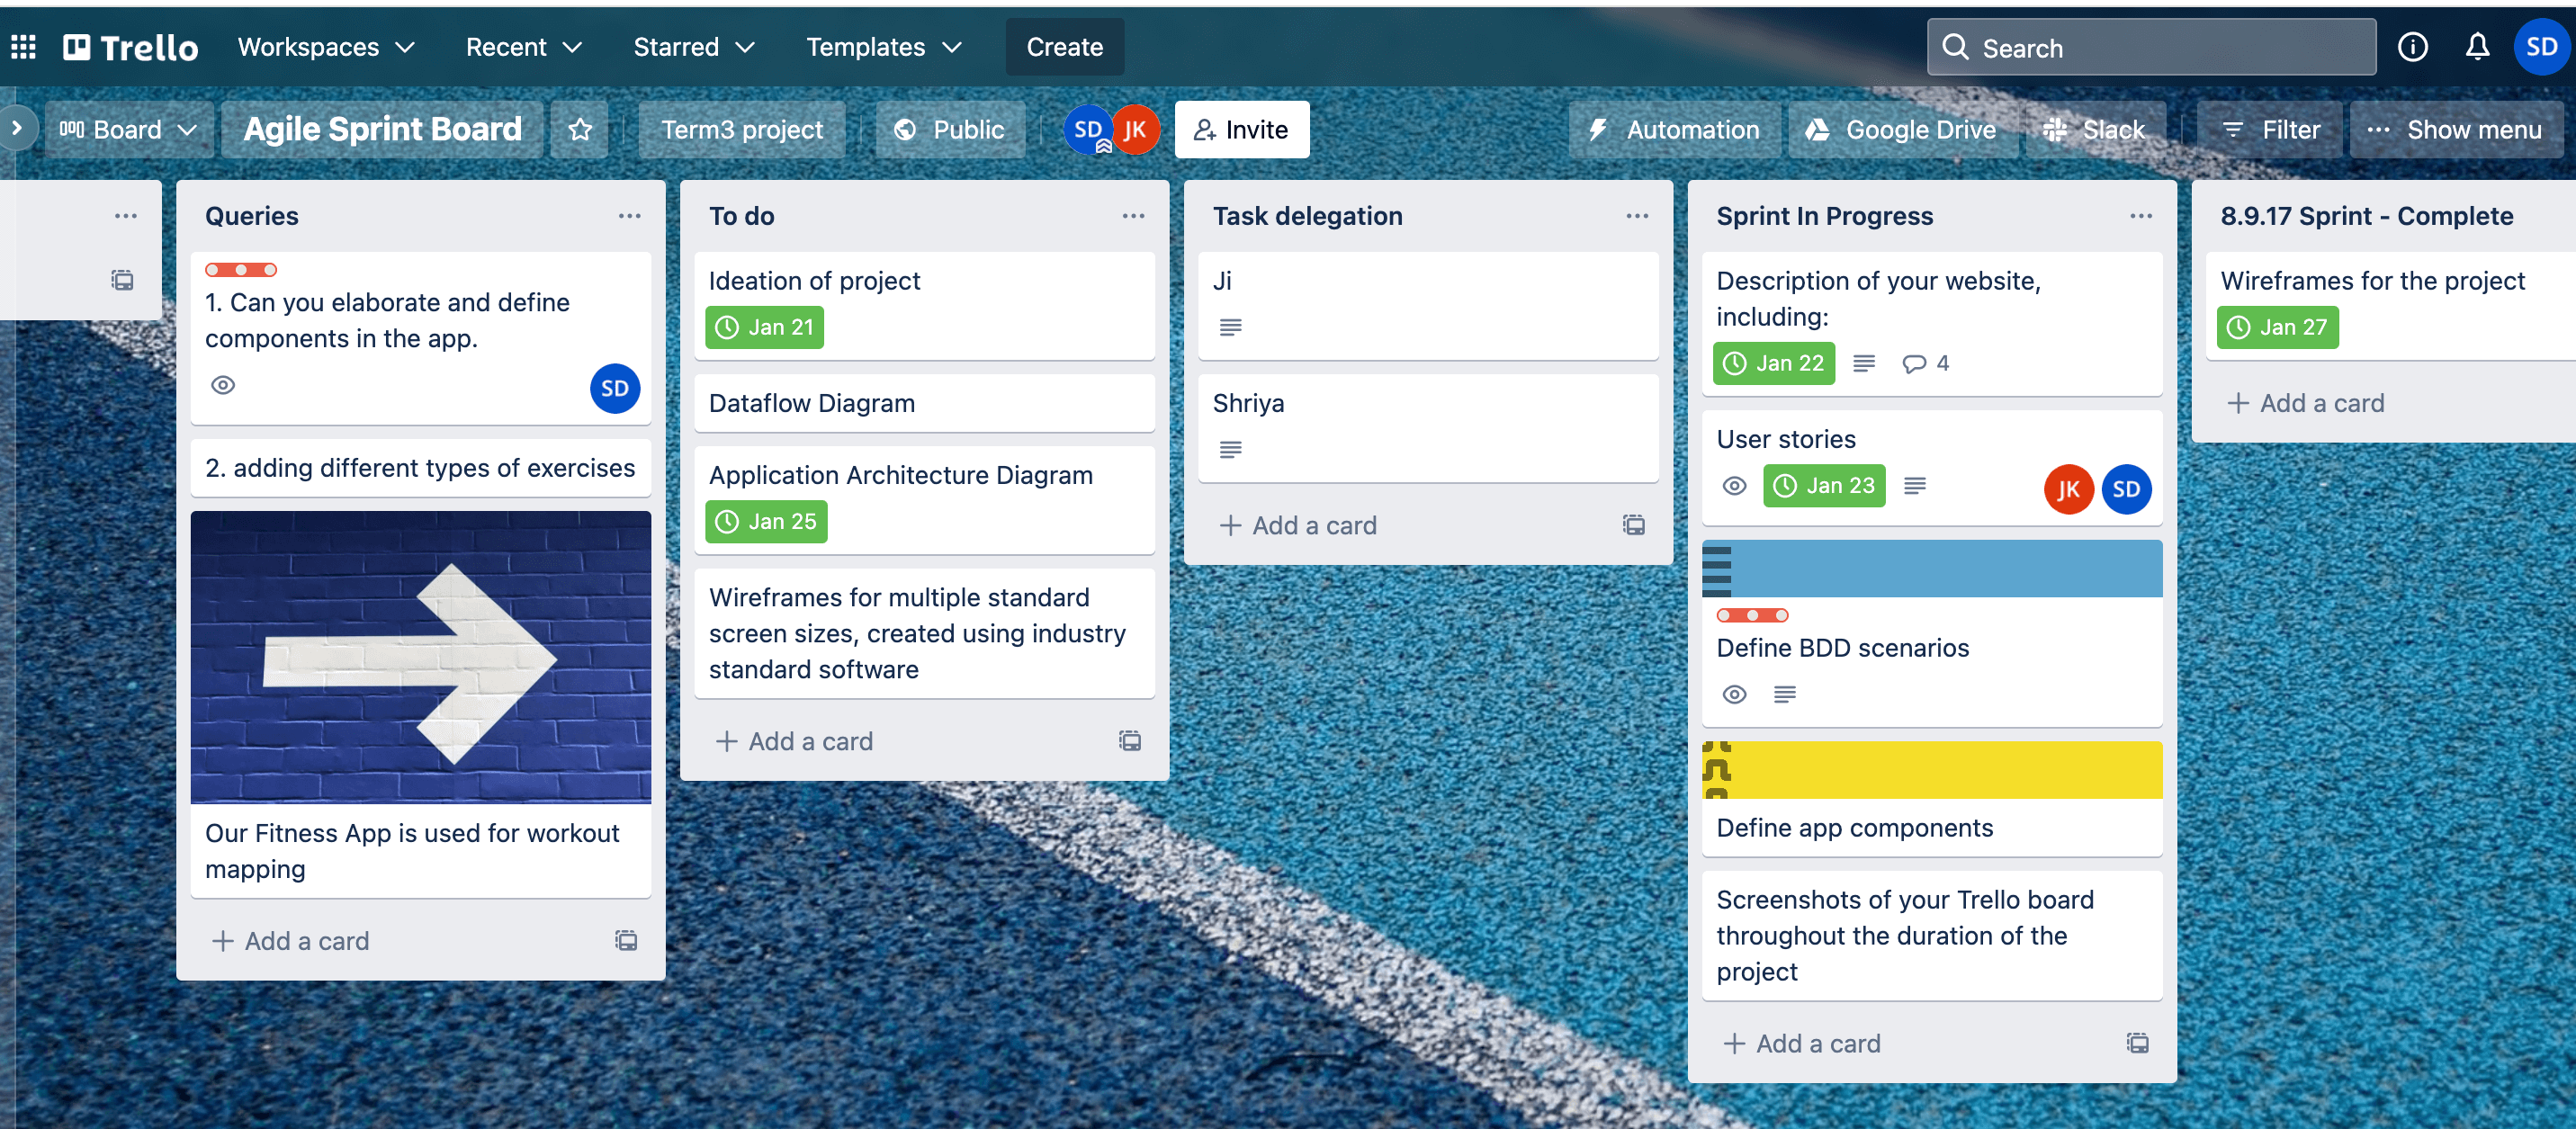 Trello Workspaces Recent Starred Templates Create Search SD
Board Agile Sprint Board Term3 project Public SD JK Invite Automation Google Drive Slack Filter Show menu
Queries
1. Can you elaborate and define
components in the app.
SD
2. adding different types of exercises
Our Fitness App is used for workout
mapping
Add a card
To do
Ideation of project
Jan 21
Dataflow Diagram
Application Architecture Diagram
Jan 25
Wireframes for multiple standard
screen sizes, created using industry
standard software
Add a card
Task delegation
Ji
Shriya
Add a card
Sprint In Progress
Description of your website,
including:
Jan 22 4
User stories
Jan 23 JK SD
Define BDD scenarios
Define app components
Screenshots of your Trello board
throughout the duration of the
project
Add a card
8.9.17 Sprint - Complete
Wireframes for the project
Jan 27
Add a card